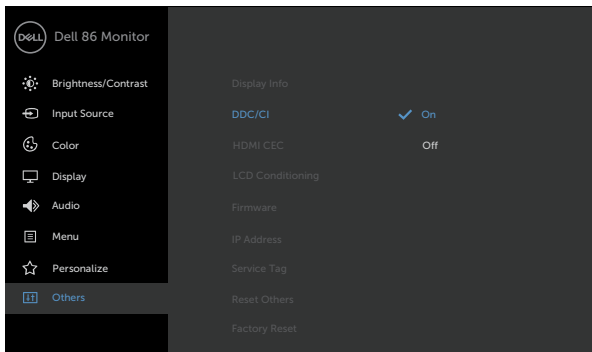 DELL Dell 86 Monitor
Brightness/Contrast
Input Source
Color
Display
Audio
Menu
Personalize
Others
Display Info
DDC/CI
On
HDMI CEC
Off
LCD Conditioning
Firmware
IP Address
Service Tag
Reset Others
Factory Reset